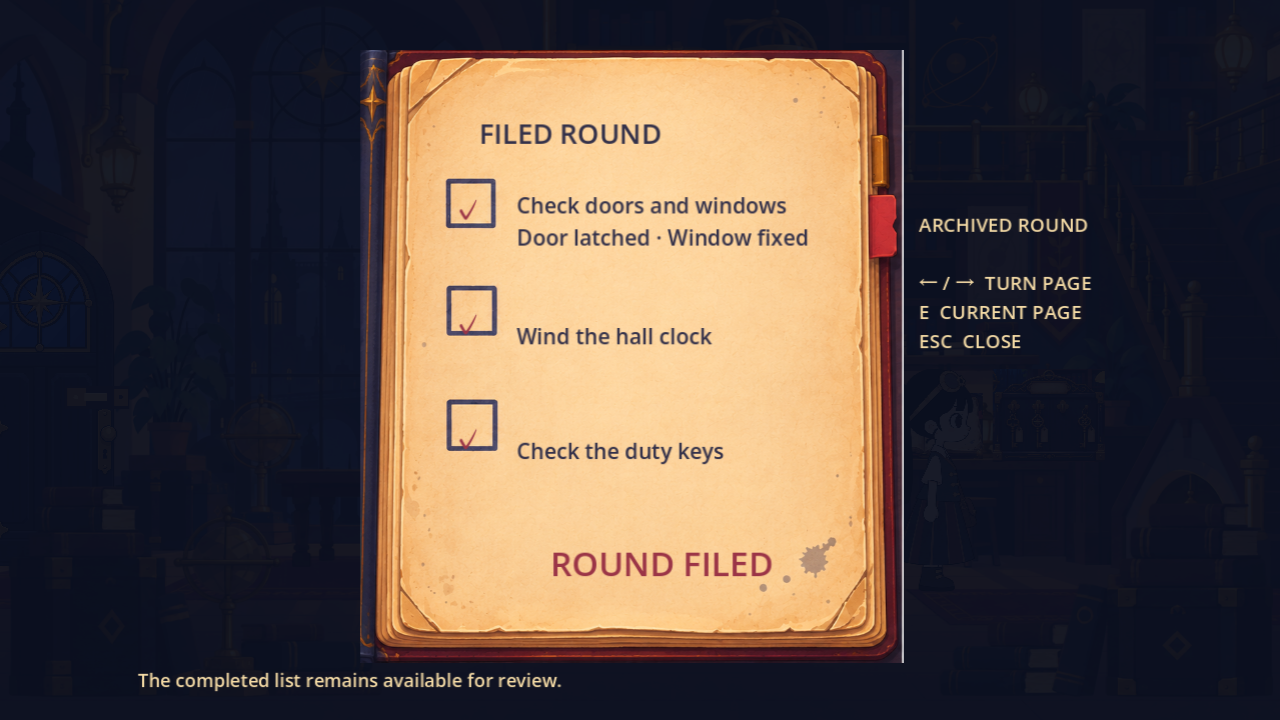 FILED ROUND
Check doors and windows
Door latched · Window fixed
Wind the hall clock
Check the duty keys
ROUND FILED
ARCHIVED ROUND
← / → TURN PAGE
E CURRENT PAGE
ESC CLOSE
The completed list remains available for review.